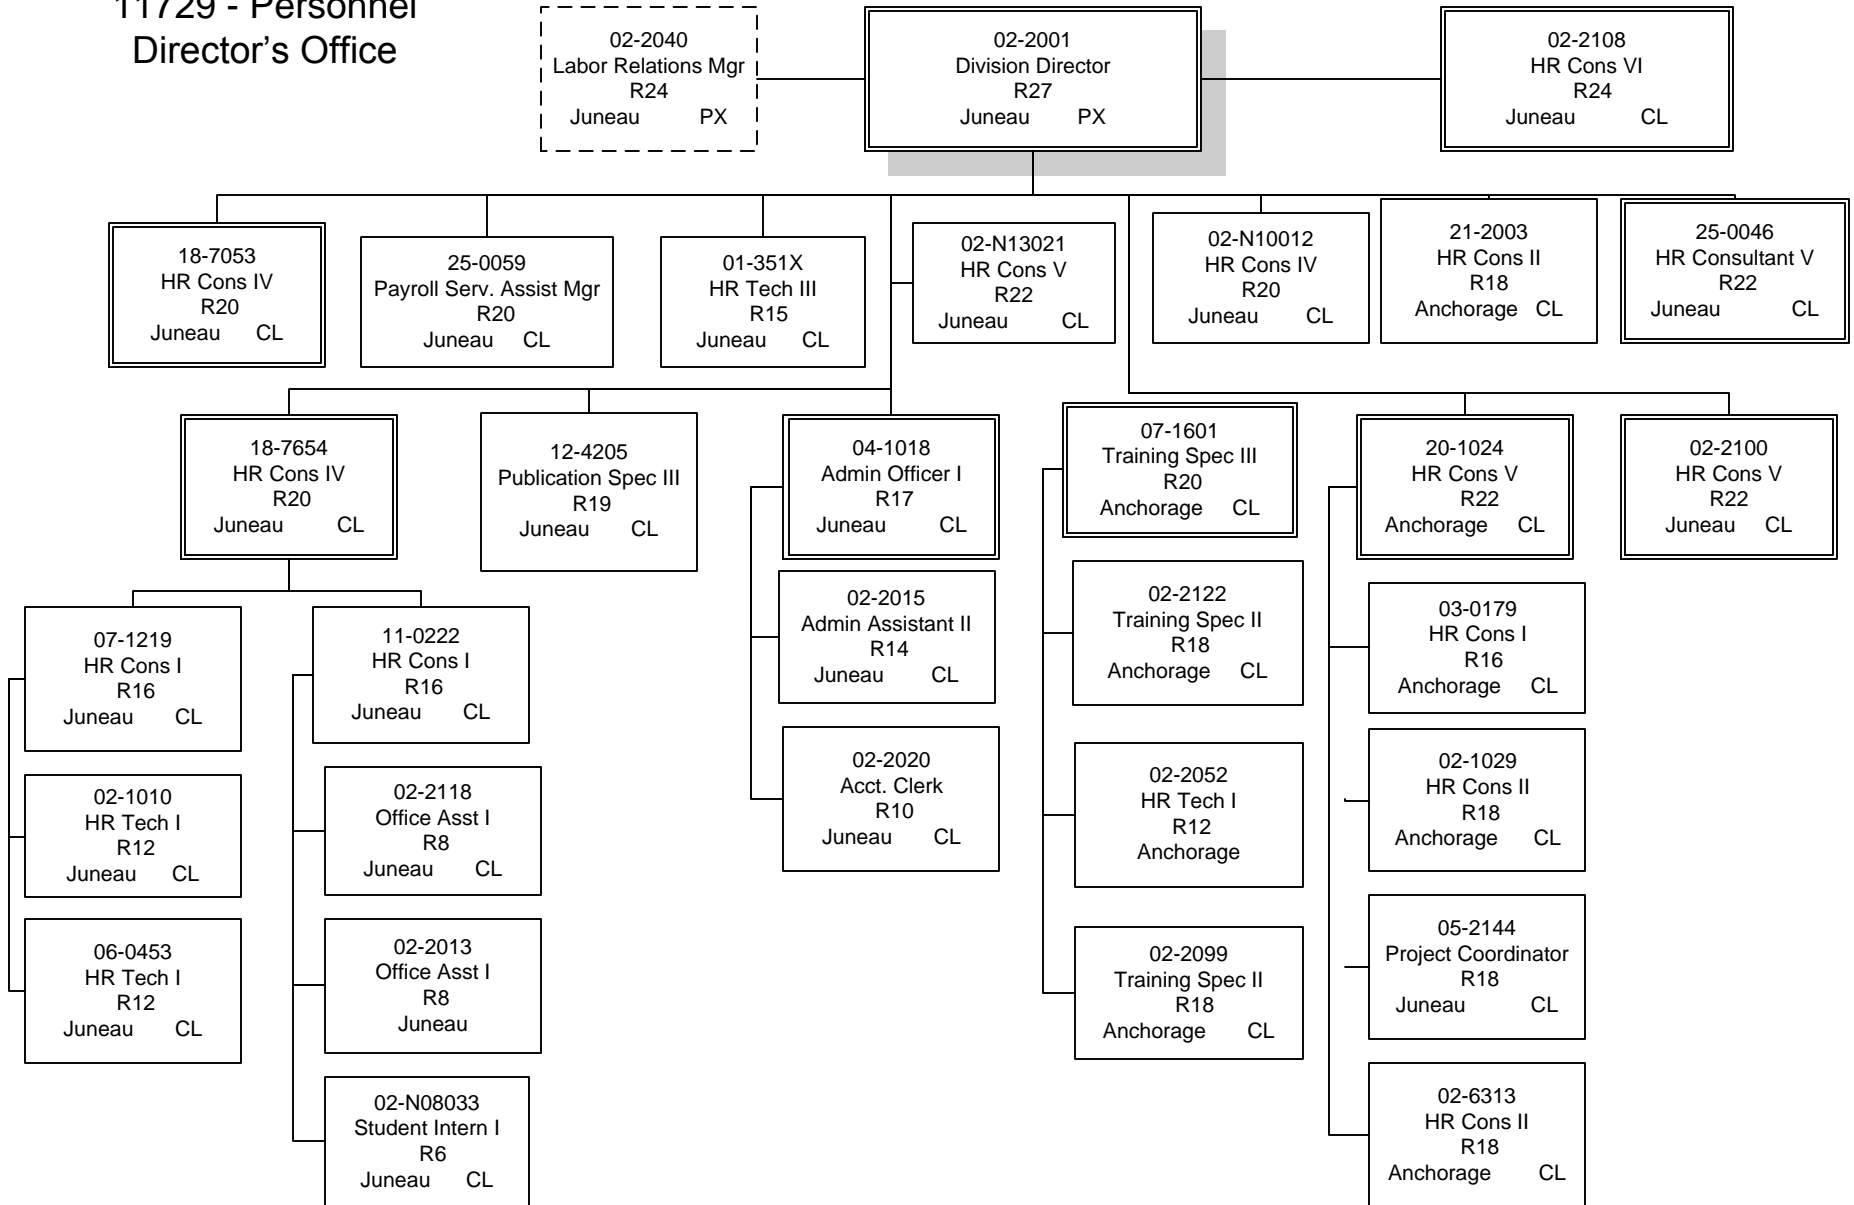 11729 - Personnel
Director's Office
02-2040
Labor Relations Mgr
R24
Juneau PX
02-2001
Division Director
R27
Juneau PX
02-2108
HR Cons VI
R24
Juneau CL
18-7053
HR Cons IV
R20
Juneau CL
25-0059
Payroll Serv. Assist Mgr
R20
Juneau CL
01-351X
HR Tech III
R15
Juneau CL
02-N13021
HR Cons V
R22
Juneau CL
02-N10012
HR Cons IV
R20
Juneau CL
21-2003
HR Cons II
R18
Anchorage CL
25-0046
HR Consultant V
R22
Juneau CL
18-7654
HR Cons IV
R20
Juneau CL
12-4205
Publication Spec III
R19
Juneau CL
04-1018
Admin Officer I
R17
Juneau CL
07-1601
Training Spec III
R20
Anchorage CL
20-1024
HR Cons V
R22
Anchorage CL
02-2100
HR Cons V
R22
Juneau CL
07-1219
HR Cons I
R16
Juneau CL
11-0222
HR Cons I
R16
Juneau CL
02-2015
Admin Assistant II
R14
Juneau CL
02-2122
Training Spec II
R18
Anchorage CL
03-0179
HR Cons I
R16
Anchorage CL
02-1010
HR Tech I
R12
Juneau CL
02-2118
Office Asst I
R8
Juneau CL
02-2020
Acct. Clerk
R10
Juneau CL
02-2052
HR Tech I
R12
Anchorage
02-1029
HR Cons II
R18
Anchorage CL
06-0453
HR Tech I
R12
Juneau CL
02-2013
Office Asst I
R8
Juneau
02-2099
Training Spec II
R18
Anchorage CL
05-2144
Project Coordinator
R18
Juneau CL
02-N08033
Student Intern I
R6
Juneau CL
02-6313
HR Cons II
R18
Anchorage CL